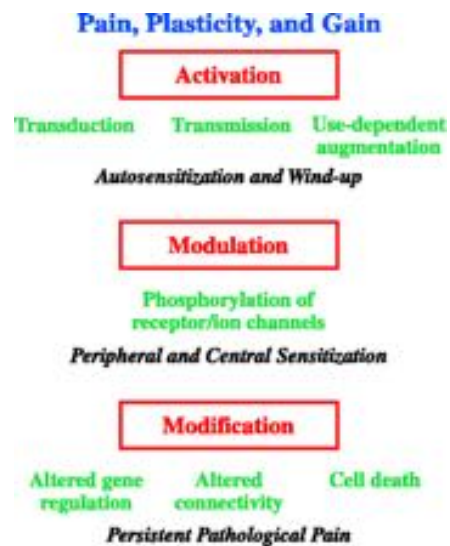 Pain, Plasticity, and Gain
Activation
Transduction Transmission Use-dependent
augmentation
Autosensitization and Wind-up
Modulation
Phosphorylation of
receptor/ion channels
Peripheral and Central Sensitization
Modification
Altered gene Altered Cell death
regulation connectivity
Persistent Pathological Pain